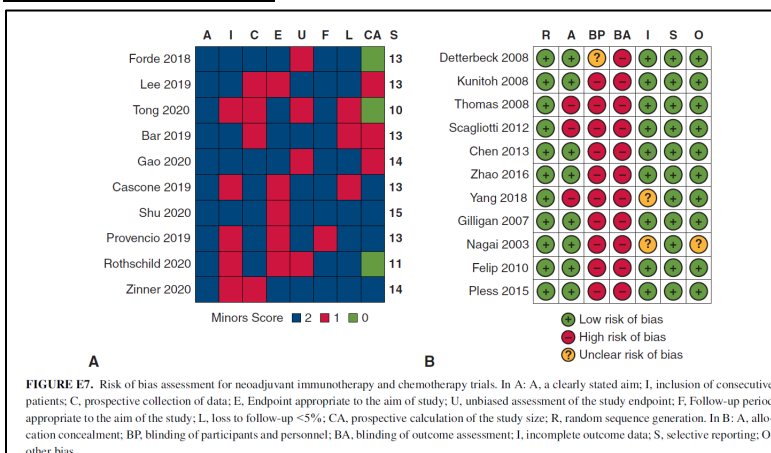 A I C E U F L CA S
Forde 2018 13
Lee 2019 13
Tong 2020 10
Bar 2019 13
Gao 2020 14
Cascone 2019 13
Shu 2020 15
Provencio 2019 13
Rothschild 2020 11
Zinner 2020 14
Minors Score 2 1 0
A
R A BP BA I S O
Detterbeck 2008 + + ? − + + +
Kunitoh 2008 + + − − + + +
Thomas 2008 + − − − + + +
Scagliotti 2012 + − − − + + +
Chen 2013 + + − − + + +
Zhao 2016 + + − − + + +
Yang 2018 + − − − ? + +
Gilligan 2007 + + − − + + +
Nagai 2003 + + − − ? + ?
Felip 2010 + + − − + + +
Pless 2015 + + − − + + +
+ Low risk of bias
− High risk of bias
? Unclear risk of bias
B
FIGURE E7. Risk of bias assessment for neoadjuvant immunotherapy and chemotherapy trials. In A: A, a clearly stated aim; I, inclusion of consecutive
patients; C, prospective collection of data; E, Endpoint appropriate to the aim of study; U, unbiased assessment of the study endpoint; F, Follow-up period
appropriate to the aim of the study; L, loss to follow-up <5%; CA, prospective calculation of the study size; R, random sequence generation. In B: A, allo-
cation concealment; BP, blinding of participants and personnel; BA, blinding of outcome assessment; I, incomplete outcome data; S, selective reporting; O,
other bias.